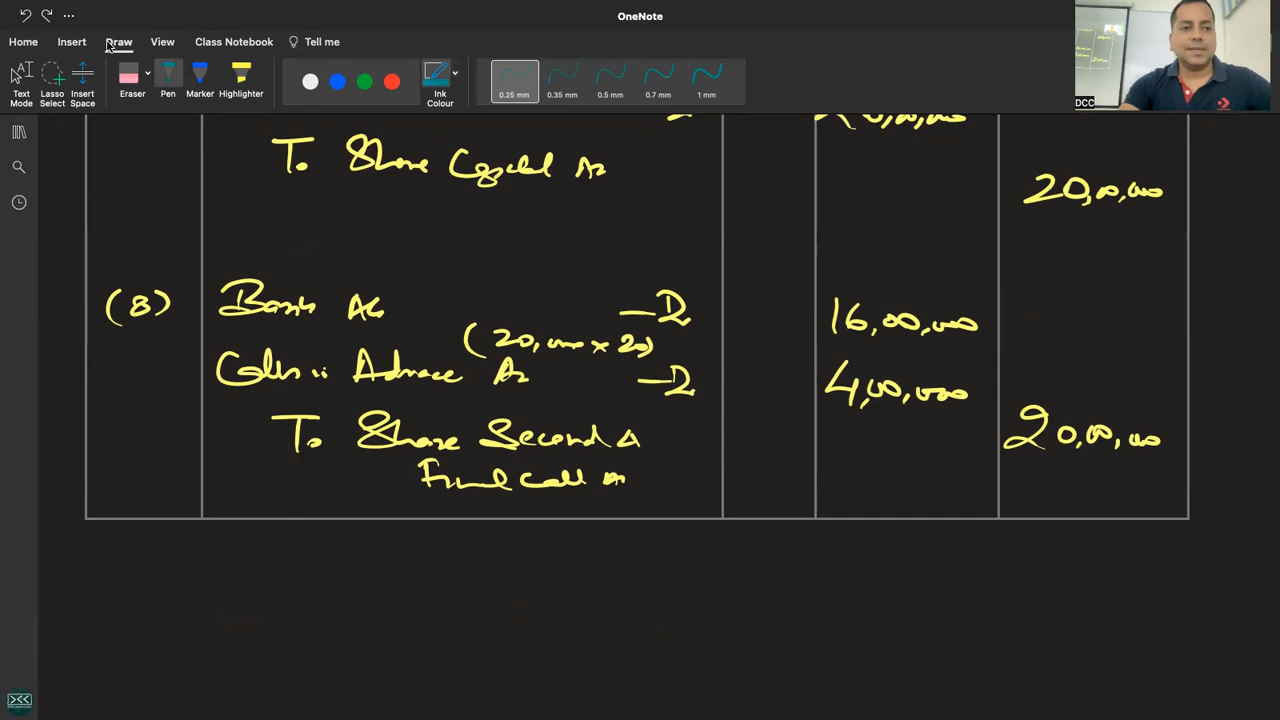 OneNote
Home Insert Draw View Class Notebook Tell me
Text Mode
Lasso Select
Insert Space
Eraser
Pen
Marker
Highlighter
Ink Colour
0.25 mm 0.35 mm 0.5 mm 0.7 mm 1 mm
DCC
To Share Capital A/c
20,00,000
(8) Bank A/c —D 16,00,000
(20,000 x 20)
Calls in Advance A/c —D 4,00,000
To Share Second & 20,00,000
Final Call A/c
DCC